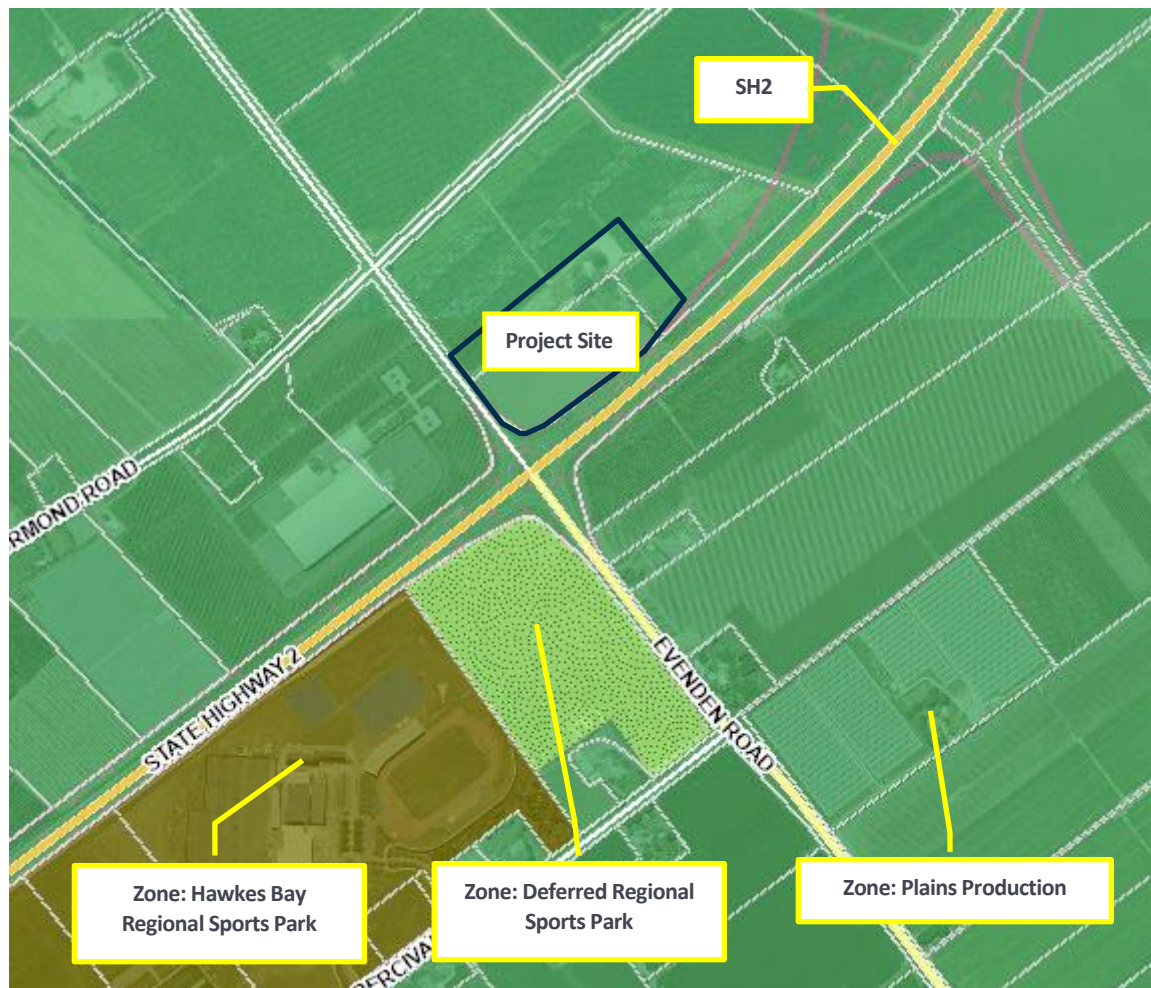 SH2
Project Site
RMOND ROAD
STATE HIGHWAY 2
EVENDEN ROAD
Zone: Hawkes Bay
Regional Sports Park
Zone: Deferred Regional
Sports Park
Zone: Plains Production
PERCIVA